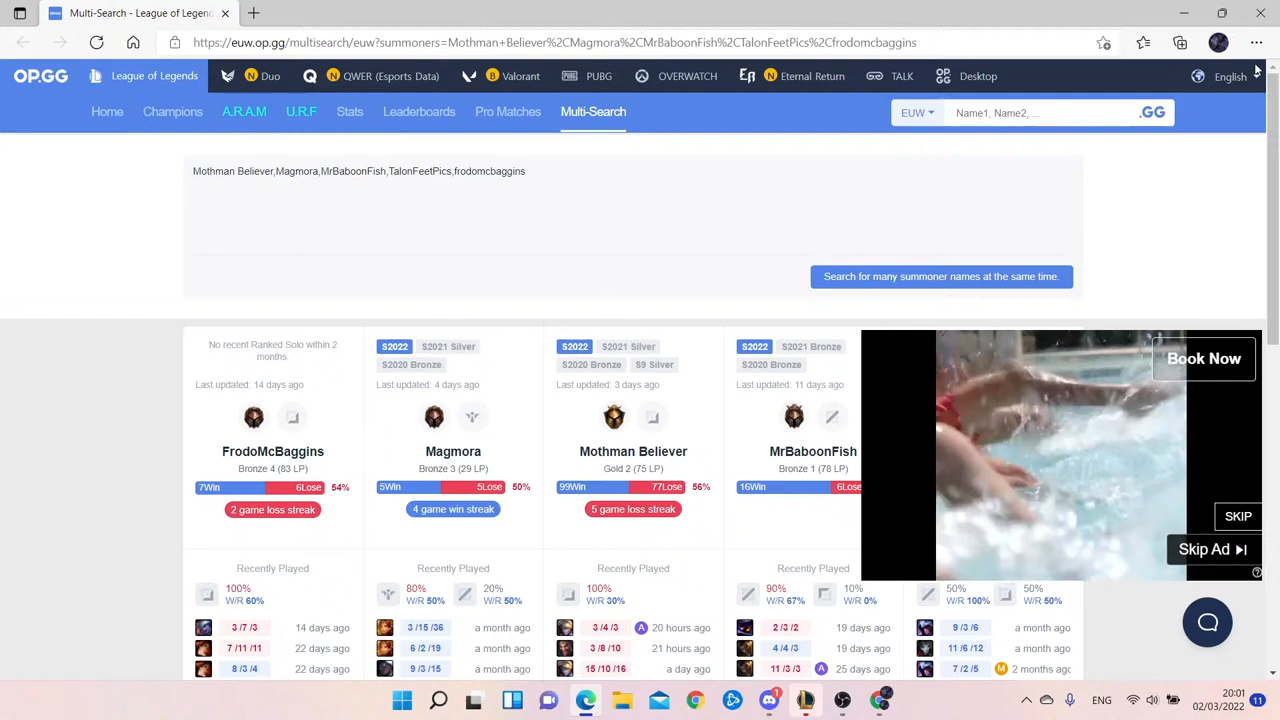 Multi-Search - League of Legend
https://euw.op.gg/multisearch/euw?summoners=Mothman+Believer%2CMagmora%2CMrBaboonFish%2CTalonFeetPics%2Cfrodomcbaggins
OP.GG League of Legends N Duo N QWER (Esports Data) B Valorant PUBG OVERWATCH N Eternal Return TALK Desktop English
Home Champions A.R.A.M U.R.F Stats Leaderboards Pro Matches Multi-Search EUW Name1, Name2, ... .GG
Mothman Believer,Magmora,MrBaboonFish,TalonFeetPics,frodomcbaggins
Search for many summoner names at the same time.
No recent Ranked Solo within 2 months.
Last updated: 14 days ago
FrodoMcBaggins
Bronze 4 (83 LP)
7Win 6Lose 54%
2 game loss streak
Recently Played
100%
W/R 60%
3 /7 /3 14 days ago
7 /11 /11 22 days ago
8 /3 /4 22 days ago
S2022 S2021 Silver
S2020 Bronze
Last updated: 4 days ago
Magmora
Bronze 3 (29 LP)
5Win 5Lose 50%
4 game win streak
Recently Played
80% 20%
W/R 50% W/R 50%
3 /15 /36 a month ago
6 /2 /19 a month ago
9 /3 /15 a month ago
S2022 S2021 Silver
S2020 Bronze S9 Silver
Last updated: 3 days ago
Mothman Believer
Gold 2 (75 LP)
99Win 77Lose 56%
5 game loss streak
Recently Played
100%
W/R 30%
3 /4 /3 A 20 hours ago
3 /8 /10 21 hours ago
15 /10 /16 a day ago
S2022 S2021 Bronze
S2020 Bronze
Last updated: 11 days ago
MrBaboonFish
Bronze 1 (78 LP)
16Win 6Lose
Recently Played
90% 10%
W/R 67% W/R 0%
2 /3 /2 19 days ago
4 /4 /3 19 days ago
11 /3 /3 A 25 days ago
Book Now
SKIP
Skip Ad
50% 50%
W/R 100% W/R 50%
9 /3 /6 a month ago
11 /6 /12 a month ago
7 /2 /5 M 2 months ago
1
ENG
20:01
02/03/2022
11